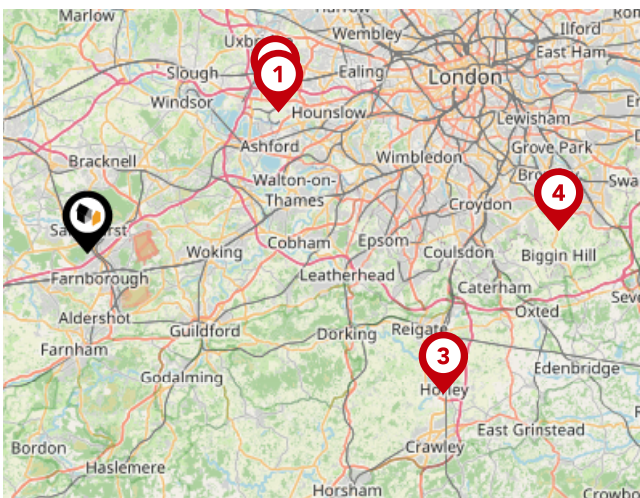 Marlow
Harrow
Uxbridge
Wembley
Ilford
Slough
Ealing
East Ham
1
London
Windsor
Hounslow
Lewisham
Ashford
Grove Park
Bracknell
Wimbledon
Walton-on-
Thames
4
Croydon
Cobham
Epsom
Woking
Coulsdon
Biggin Hill
Farnborough
Leatherhead
Caterham
Oxted
Aldershot
Guildford
Dorking
Reigate
Farnham
3
Edenbridge
Godalming
Horley
East Grinstead
Crawley
Bordon
Haslemere
Horsham